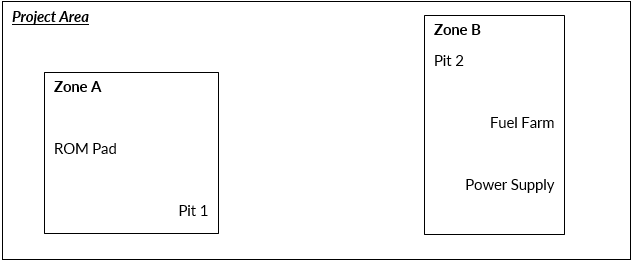 Project Area
Zone A
ROM Pad
Pit 1
Zone B
Pit 2
Fuel Farm
Power Supply